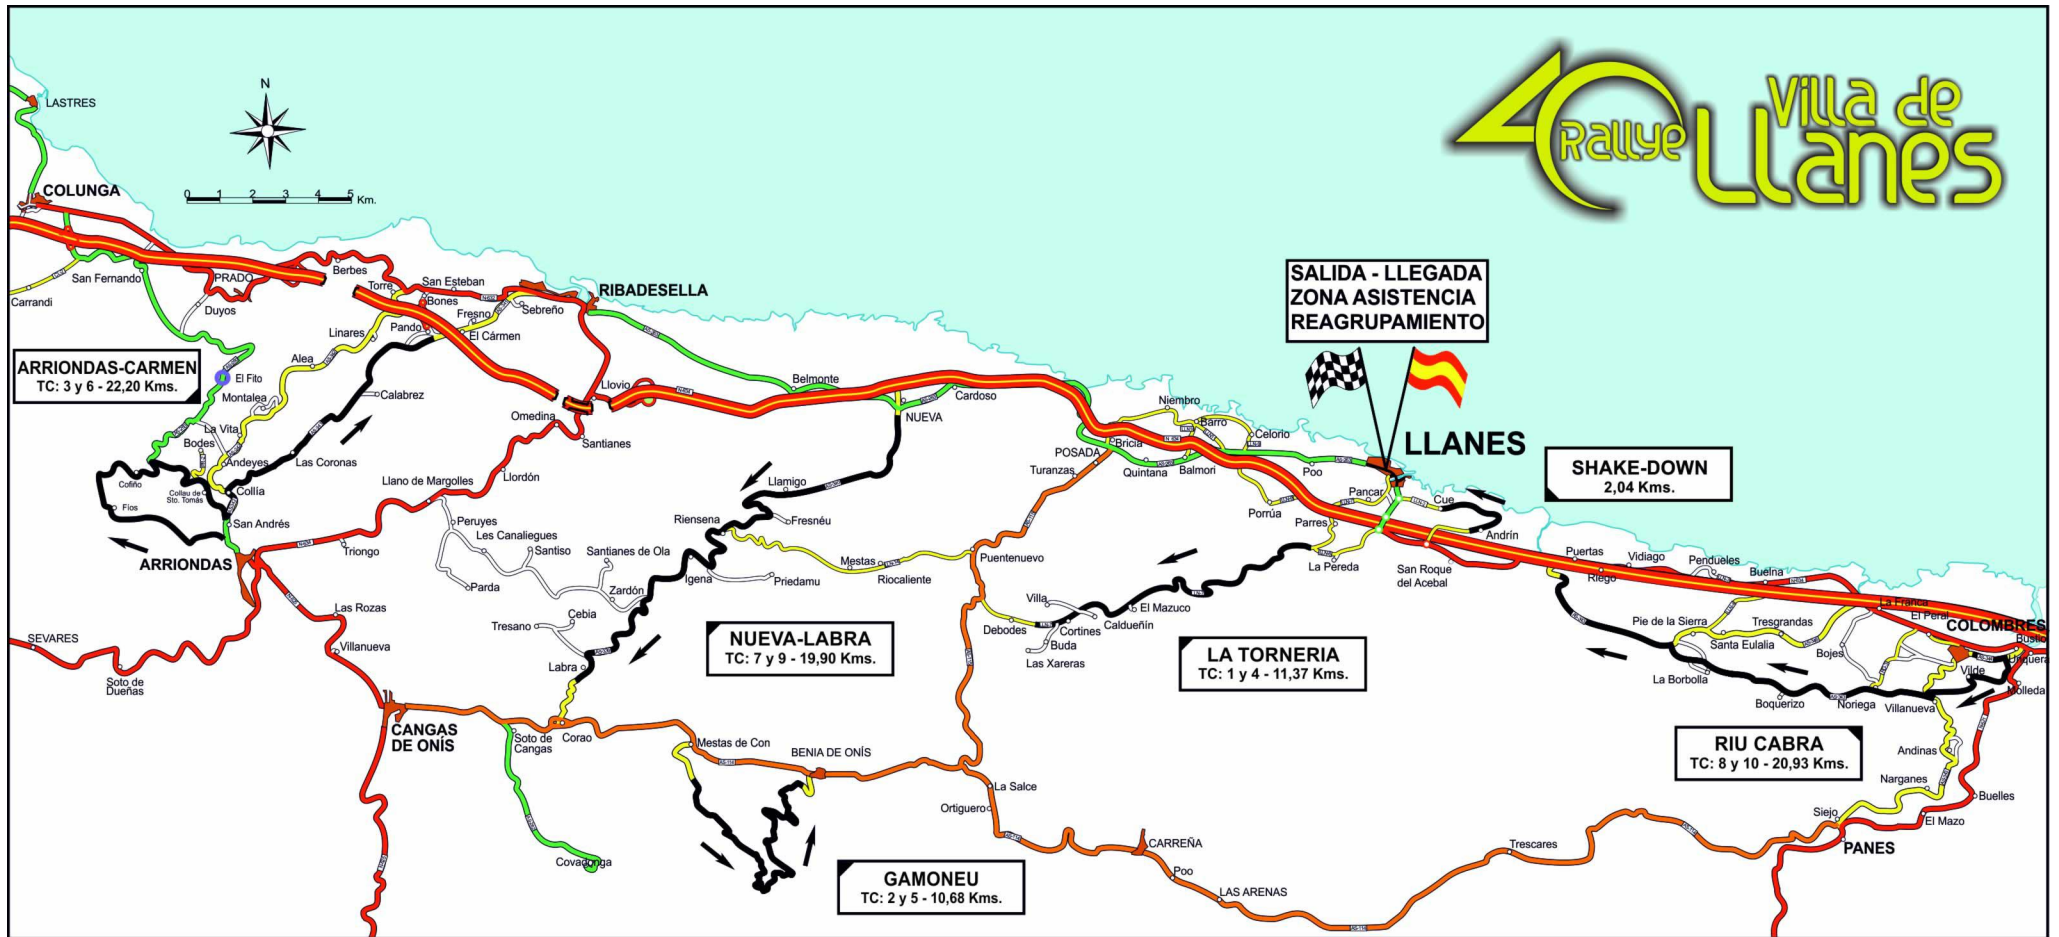 40 Rallye
Villa de
Llanes
N
0 1 2 3 4 5 Km.
LASTRES
COLUNGA
San Fernando
Carrandi
PRADO
Duyos
Berbes
Torre
San Esteban
Bones
Fresno
Sebreño
RIBADESELLA
Pando
El Cármen
Linares
Alea
ARRIONDAS-CARMEN
TC: 3 y 6 - 22,20 Kms.
El Fito
Montalea
Calabrez
La Vita
Bodes
Andeyes
Las Coronas
Cofiño
Collau de
Sto. Tomás
Collía
Fíos
San Andrés
ARRIONDAS
Triongo
Llovio
Omedina
Santianes
Llordón
Llano de Margolles
Peruyes
Les Canaliegues
Santiso
Santianes de Ola
Parda
Zardón
Cebia
Tresano
Labra
Las Rozas
Villanueva
SEVARES
Soto de
Dueñas
CANGAS
DE ONÍS
Soto de
Cangas
Corao
Covadonga
Belmonte
Cardoso
NUEVA
Llamigo
Riensena
Fresnéu
Igena
Priedamu
Mestas
Riocaliente
Puentenuevo
NUEVA-LABRA
TC: 7 y 9 - 19,90 Kms.
Mestas de Con
BENIA DE ONÍS
GAMONEU
TC: 2 y 5 - 10,68 Kms.
La Salce
Ortiguero
CARREÑA
Poo
LAS ARENAS
Trescares
SALIDA - LLEGADA
ZONA ASISTENCIA
REAGRUPAMIENTO
LLANES
Niembro
Barro
Celorio
Bricia
POSADA
Turanzas
Quintana
Balmori
Poo
Pancar
Cue
Porrúa
Parres
Andrín
La Pereda
San Roque
del Acebal
SHAKE-DOWN
2,04 Kms.
Villa
El Mazuco
Caldueñín
Debodes
Cortines
Buda
Las Xareras
LA TORNERIA
TC: 1 y 4 - 11,37 Kms.
Puertas
Vidiago
Pendueles
Riego
Buelna
La Franca
El Peral
COLOMBRES
Bustio
Unquera
Pie de la Sierra
Tresgrandas
Santa Eulalia
Bojes
La Borbolla
Boquerizo
Noriega
Villanueva
Vilde
Molleda
RIU CABRA
TC: 8 y 10 - 20,93 Kms.
Andinas
Narganes
Buelles
Siejo
El Mazo
PANES